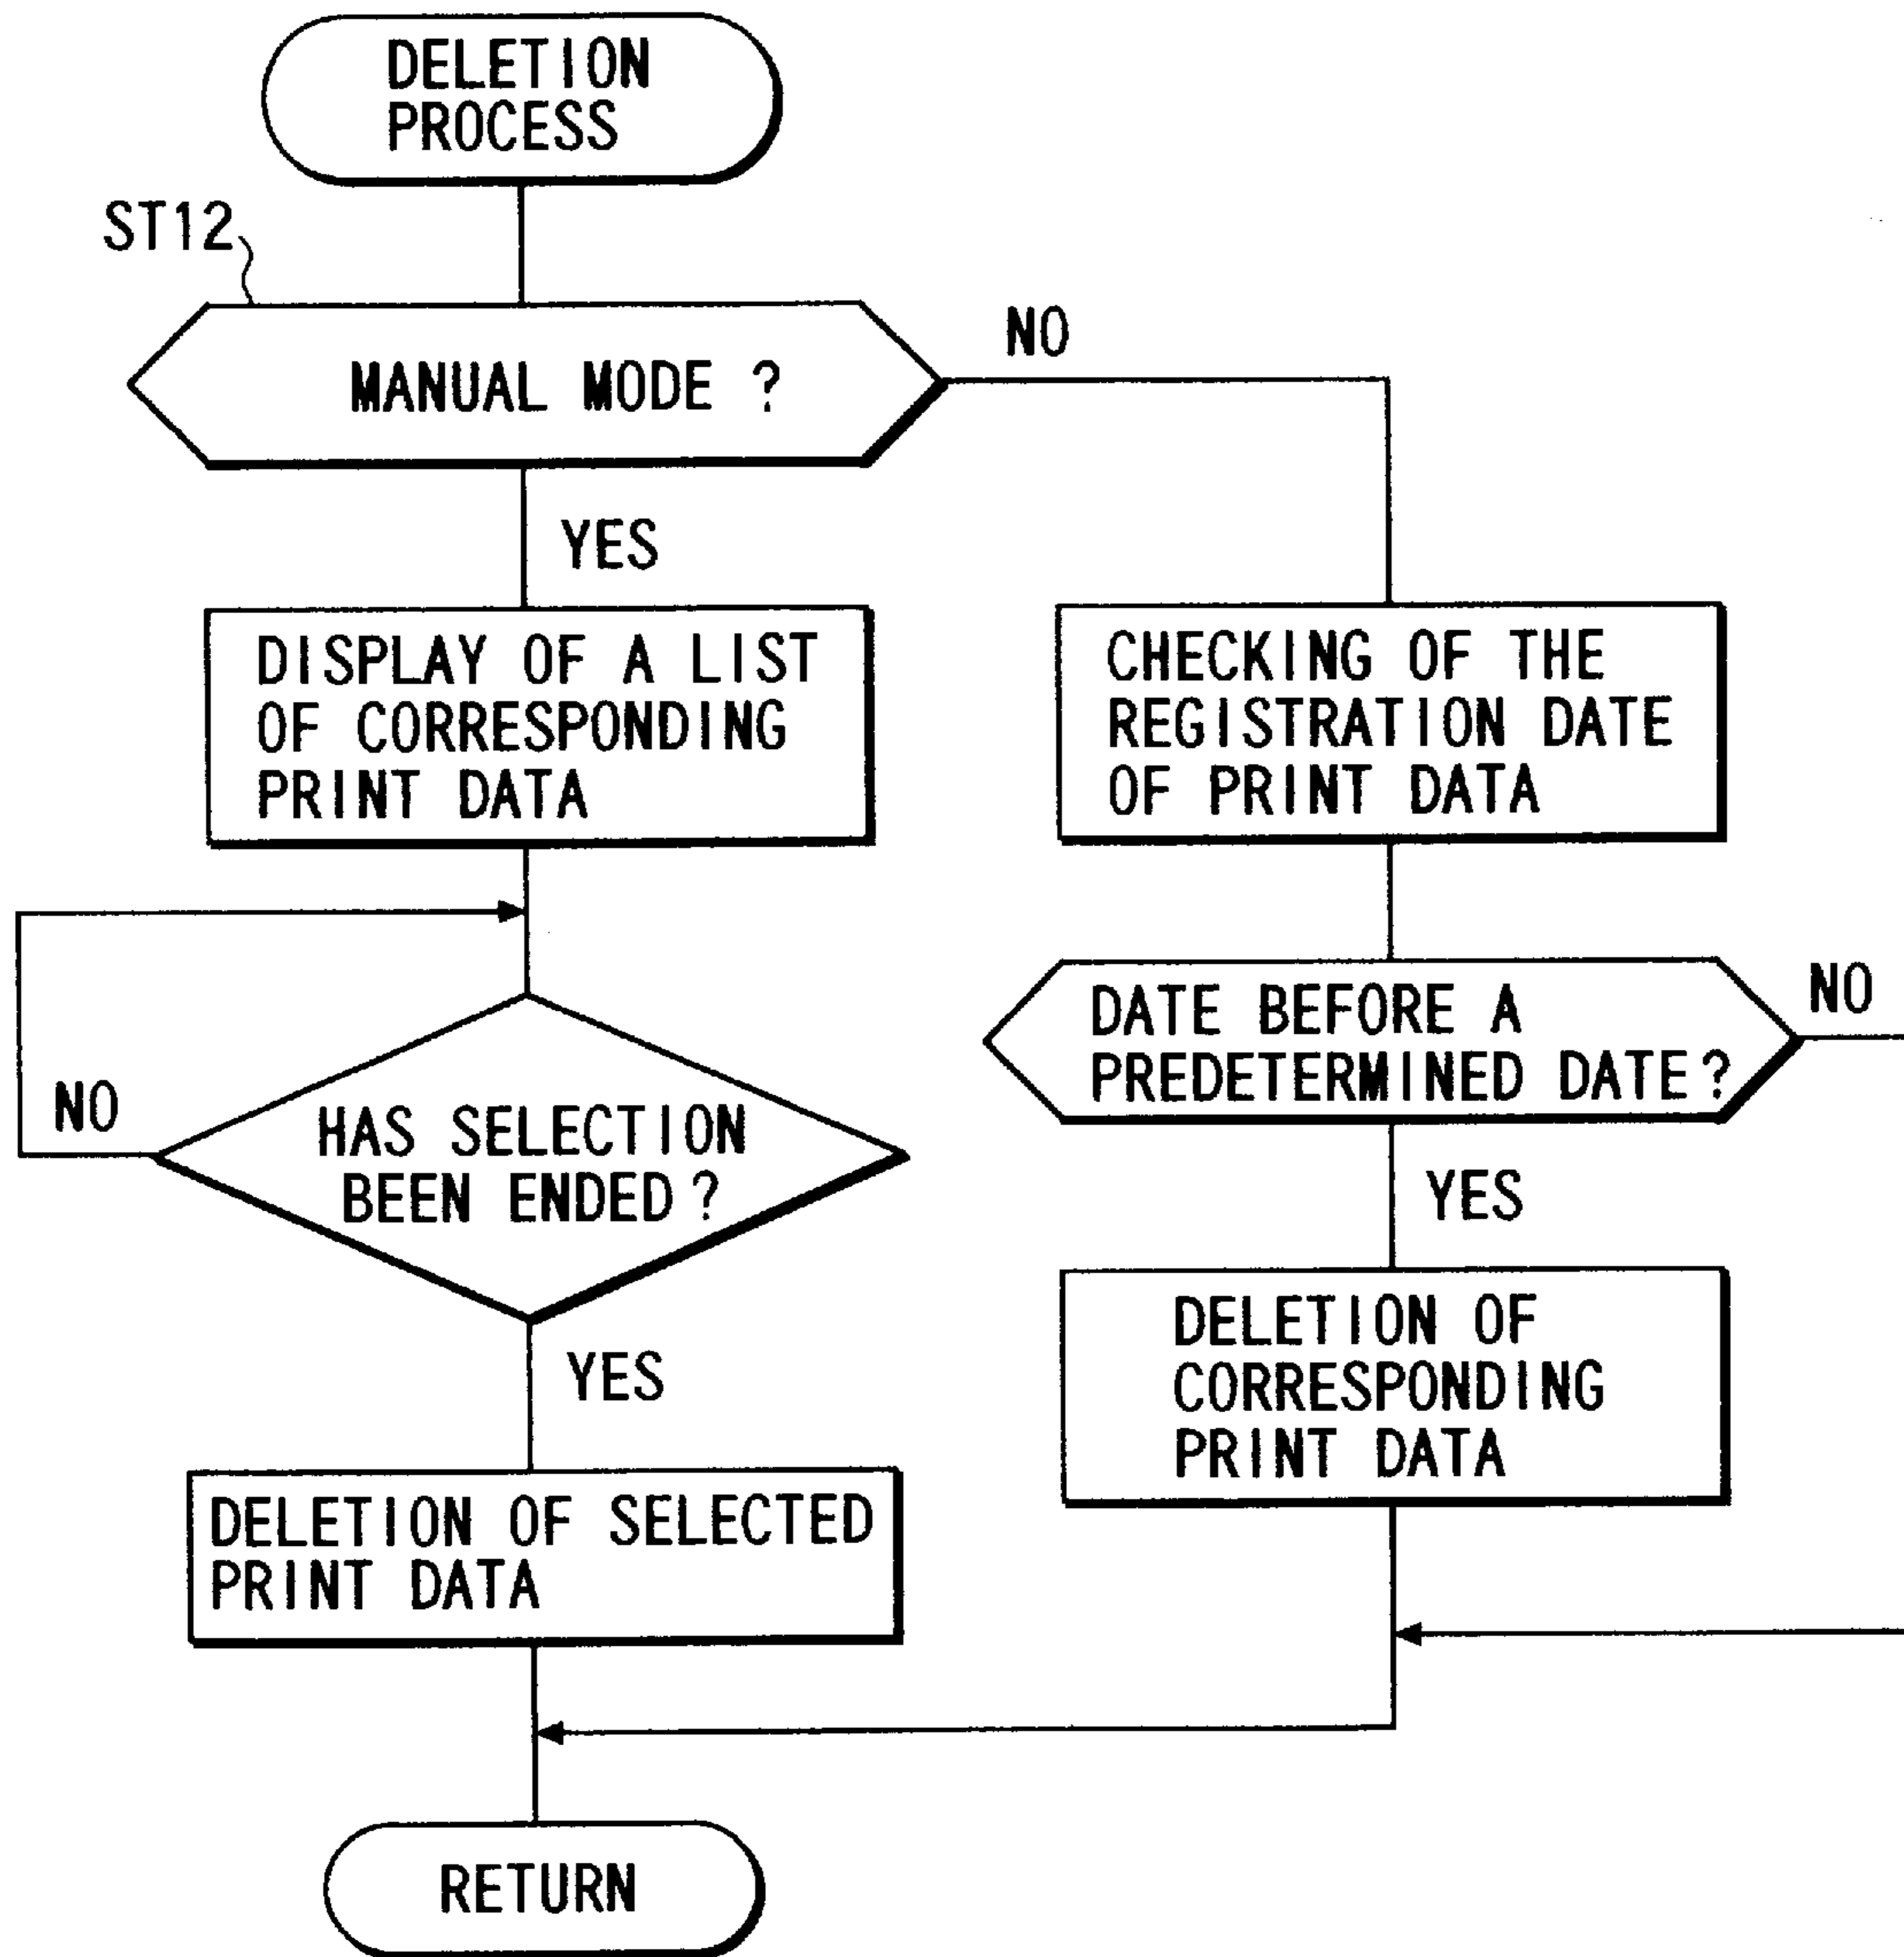 DELETION
PROCESS
ST12
MANUAL MODE ?
NO
YES
DISPLAY OF A LIST
OF CORRESPONDING
PRINT DATA
CHECKING OF THE
REGISTRATION DATE
OF PRINT DATA
NO
HAS SELECTION
BEEN ENDED ?
DATE BEFORE A
PREDETERMINED DATE ?
NO
YES
YES
DELETION OF SELECTED
PRINT DATA
DELETION OF
CORRESPONDING
PRINT DATA
RETURN